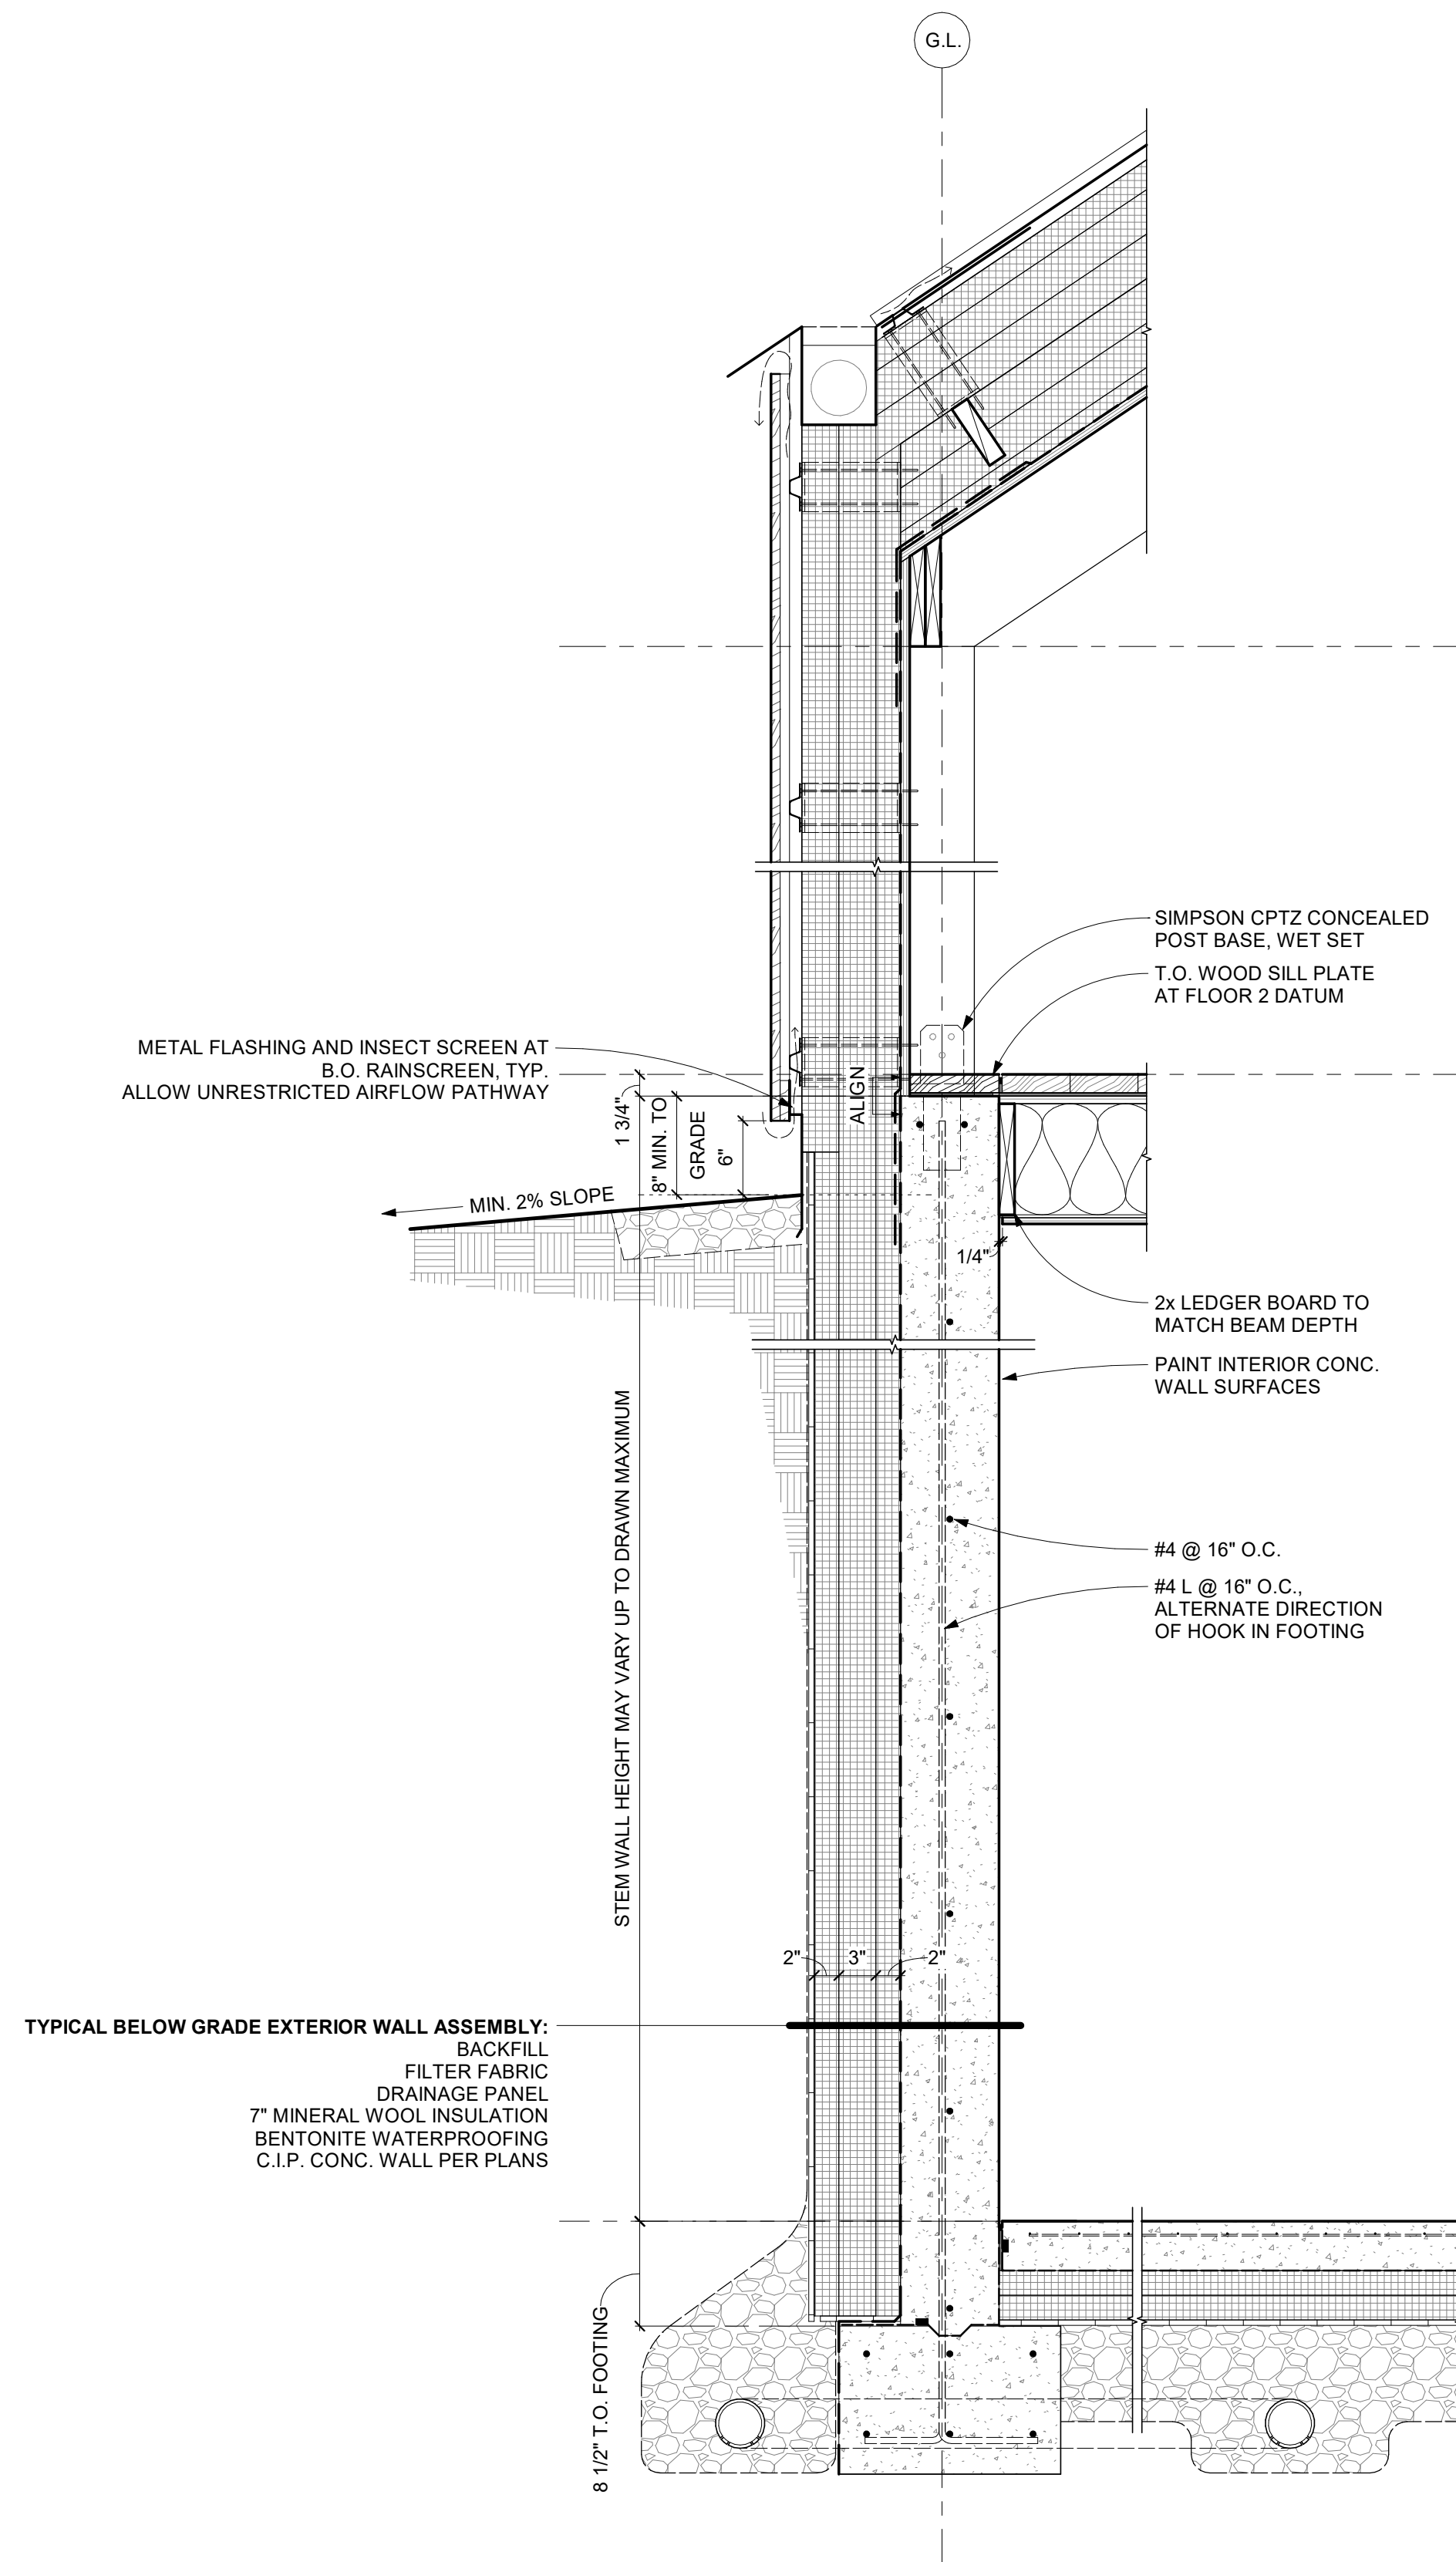 G.L.
SIMPSON CPTZ CONCEALED
POST BASE, WET SET
T.O. WOOD SILL PLATE
AT FLOOR 2 DATUM
METAL FLASHING AND INSECT SCREEN AT
B.O. RAINSCREEN, TYP.
ALLOW UNRESTRICTED AIRFLOW PATHWAY
ALIGN
1 3/4"
8" MIN. TO
GRADE
6"
MIN. 2% SLOPE
1/4"
2x LEDGER BOARD TO
MATCH BEAM DEPTH
PAINT INTERIOR CONC.
WALL SURFACES
STEM WALL HEIGHT MAY VARY UP TO DRAWN MAXIMUM
#4 @ 16" O.C.
#4 L @ 16" O.C.,
ALTERNATE DIRECTION
OF HOOK IN FOOTING
2" 3" 2"
TYPICAL BELOW GRADE EXTERIOR WALL ASSEMBLY:
BACKFILL
FILTER FABRIC
DRAINAGE PANEL
7" MINERAL WOOL INSULATION
BENTONITE WATERPROOFING
C.I.P. CONC. WALL PER PLANS
8 1/2" T.O. FOOTING